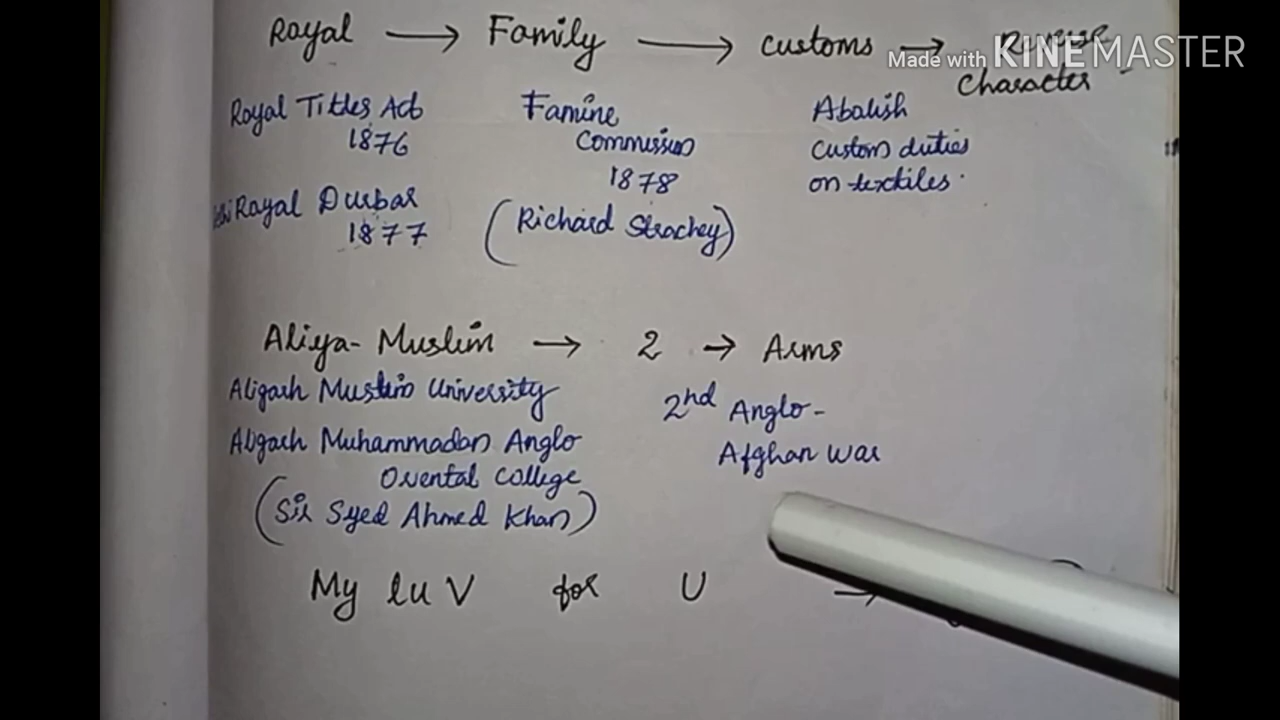 Royal → Family → customs → Reverse
Made with KINEMASTER
character
Royal Titles Act
1876
Famine
Commission
1878
(Richard Strachey)
Abolish
custom duties
on textiles.
Delhi Royal Durbar
1877
Aliya-Muslim → 2 → Arms
Aligarh Muslim University
Aligarh Muhammadan Anglo
Oriental College
(Sir Syed Ahmed Khan)
2nd Anglo-
Afghan war
My luV for U →